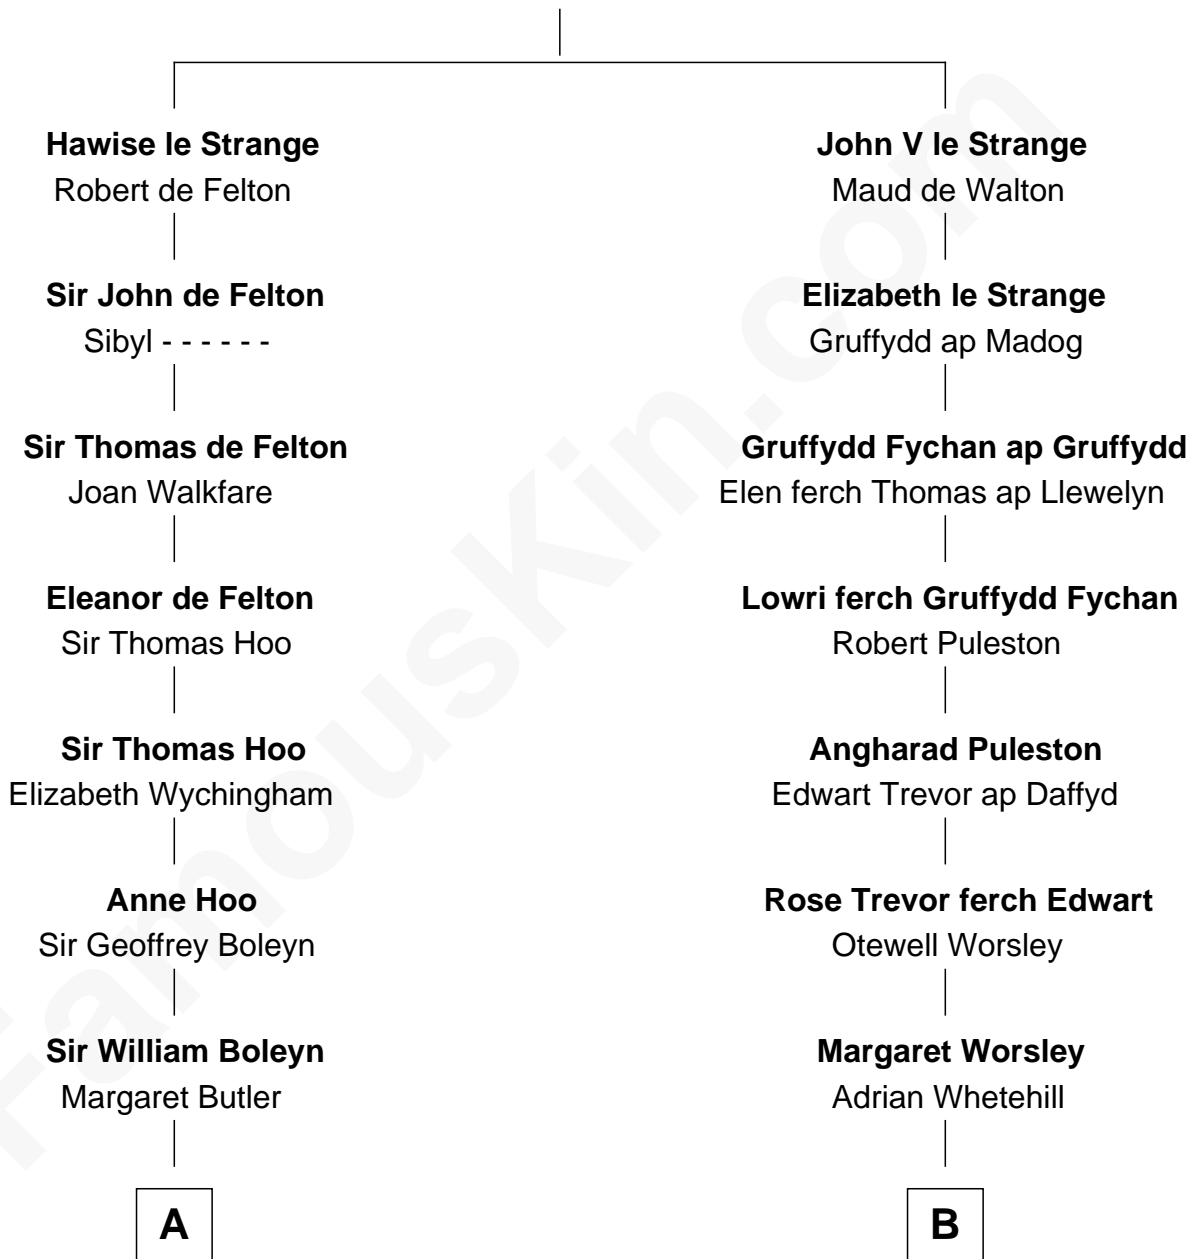 Hawise le Strange
Robert de Felton
Sir John de Felton
Sibyl - - - - - -
Sir Thomas de Felton
Joan Walkfare
Eleanor de Felton
Sir Thomas Hoo
Sir Thomas Hoo
Elizabeth Wychingham
Anne Hoo
Sir Geoffrey Boleyn
Sir William Boleyn
Margaret Butler
A
John V le Strange
Maud de Walton
Elizabeth le Strange
Gruffydd ap Madog
Gruffydd Fychan ap Gruffydd
Elen ferch Thomas ap Llewelyn
Lowri ferch Gruffydd Fychan
Robert Puleston
Angharad Puleston
Edwart Trevor ap Daffyd
Rose Trevor ferch Edwart
Otewell Worsley
Margaret Worsley
Adrian Whetehill
B
FamousKin.com